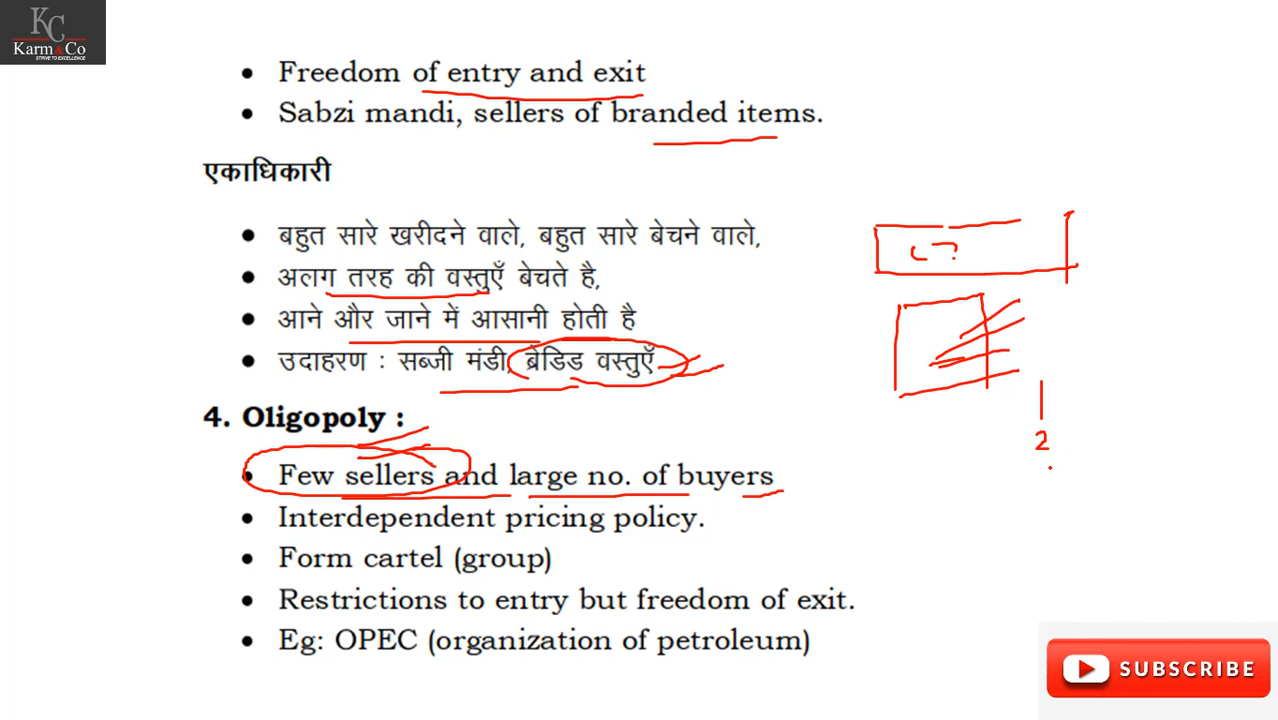 KC
Karm&Co
STRIVE TO EXCELLENCE
• Freedom of entry and exit
• Sabzi mandi, sellers of branded items.
एकाधिकारी
• बहुत सारे खरीदने वाले, बहुत सारे बेचने वाले,
• अलग तरह की वस्तुएँ बेचते है,
• आने और जाने में आसानी होती है
• उदाहरण : सब्जी मंडी, ब्रेडिड वस्तुएँ
4. Oligopoly :
• Few sellers and large no. of buyers
2
• Interdependent pricing policy.
• Form cartel (group)
• Restrictions to entry but freedom of exit.
• Eg: OPEC (organization of petroleum)
SUBSCRIBE